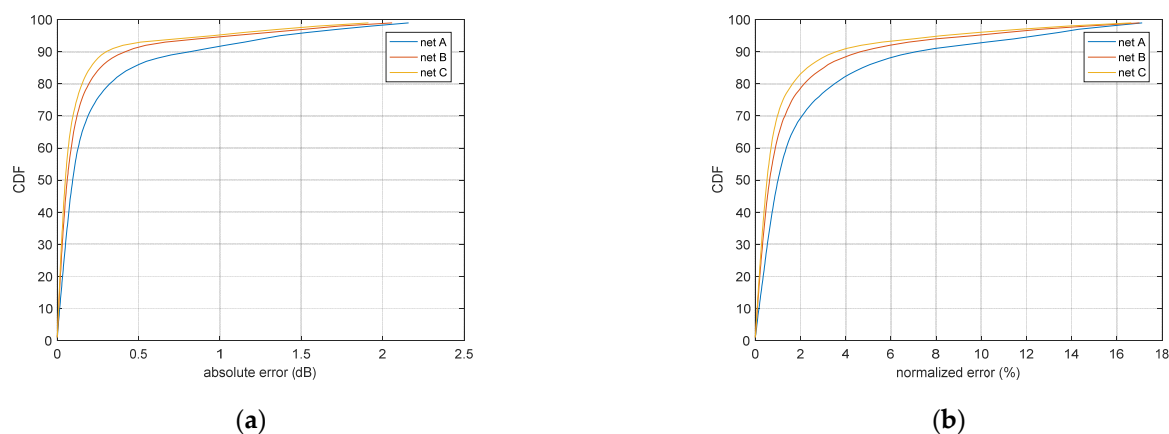 100
90
80
70
60
50
40
30
20
10
0
CDF
0 0.5 1 1.5 2 2.5
absolute error (dB)
net A
net B
net C
(a)
100
90
80
70
60
50
40
30
20
10
0
CDF
0 2 4 6 8 10 12 14 16 18
normalized error (%)
net A
net B
net C
(b)